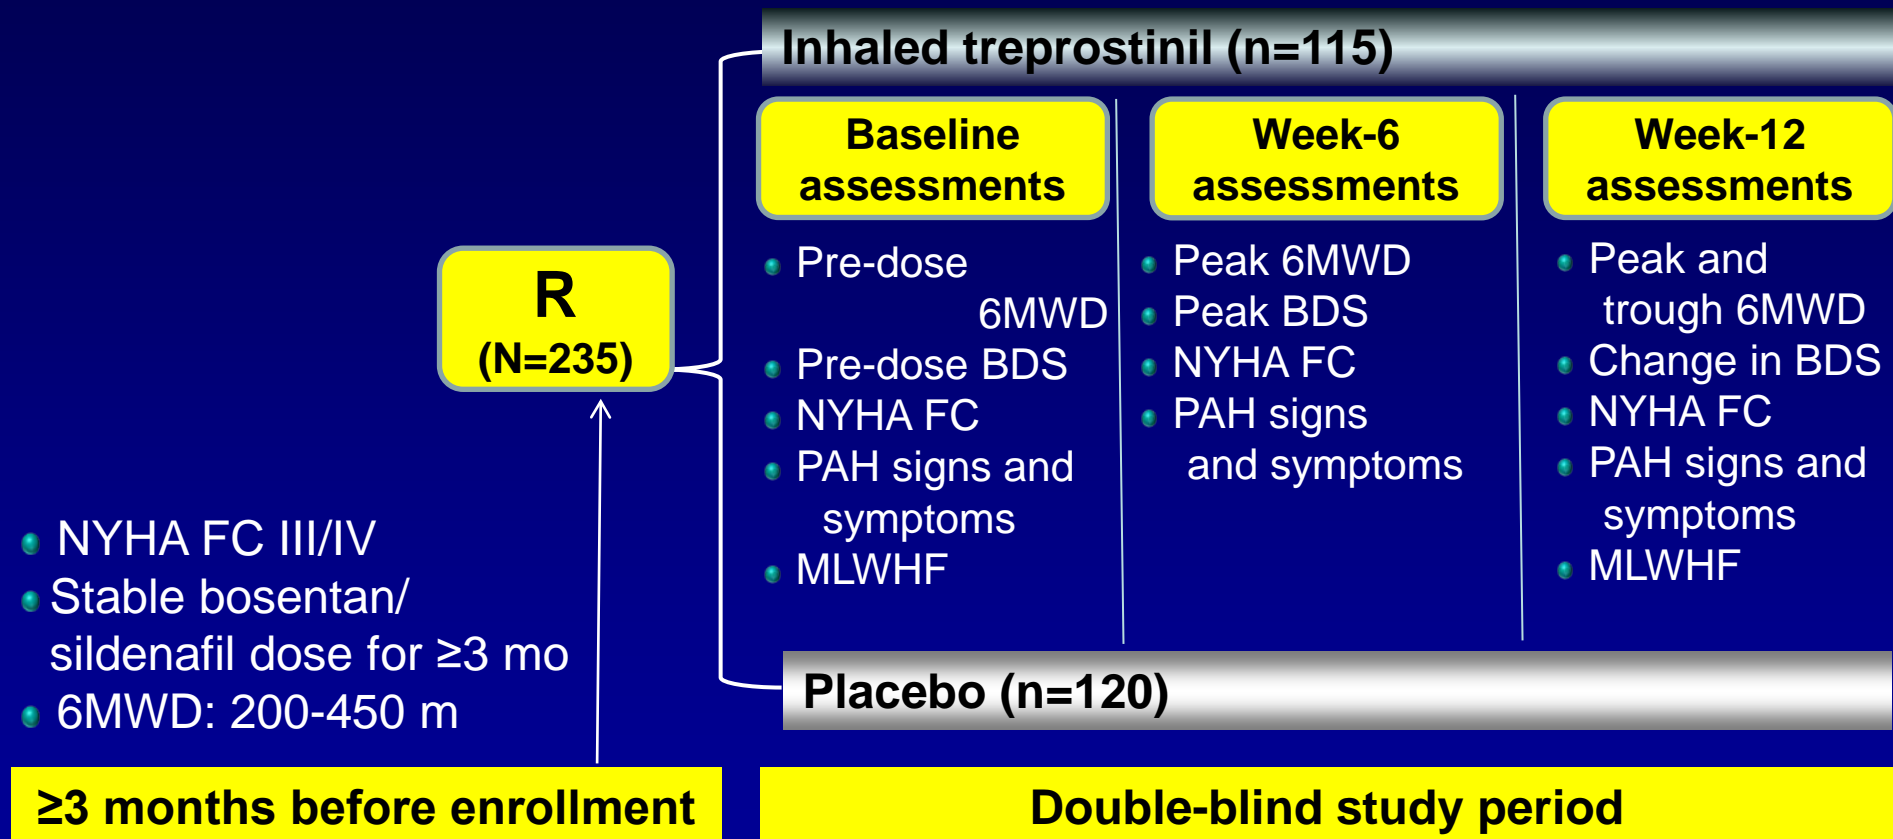 Inhaled treprostinil (n=115)
Baseline
assessments
Pre-dose
6MWD
Pre-dose BDS
NYHA FC
PAH signs and
symptoms
MLWHF
Week-6
assessments
Peak 6MWD
Peak BDS
NYHA FC
PAH signs
and symptoms
Week-12
assessments
Peak and
trough 6MWD
Change in BDS
NYHA FC
PAH signs and
symptoms
MLWHF
R
(N=235)
NYHA FC III/IV
Stable bosentan/
sildenafil dose for ≥3 mo
6MWD: 200-450 m
Placebo (n=120)
≥3 months before enrollment
Double-blind study period